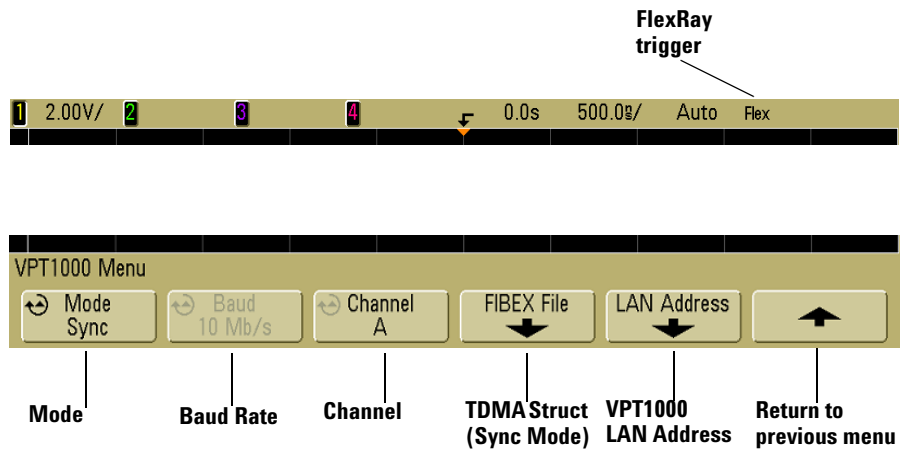 FlexRay
trigger
1 2.00V/ 2 3 4 0.0s 500.0ns/ Auto Flex
VPT1000 Menu
Mode
Sync
Baud
10 Mb/s
Channel
A
FIBEX File
LAN Address
Mode
Baud Rate
Channel
TDMA Struct
(Sync Mode)
VPT1000
LAN Address
Return to
previous menu